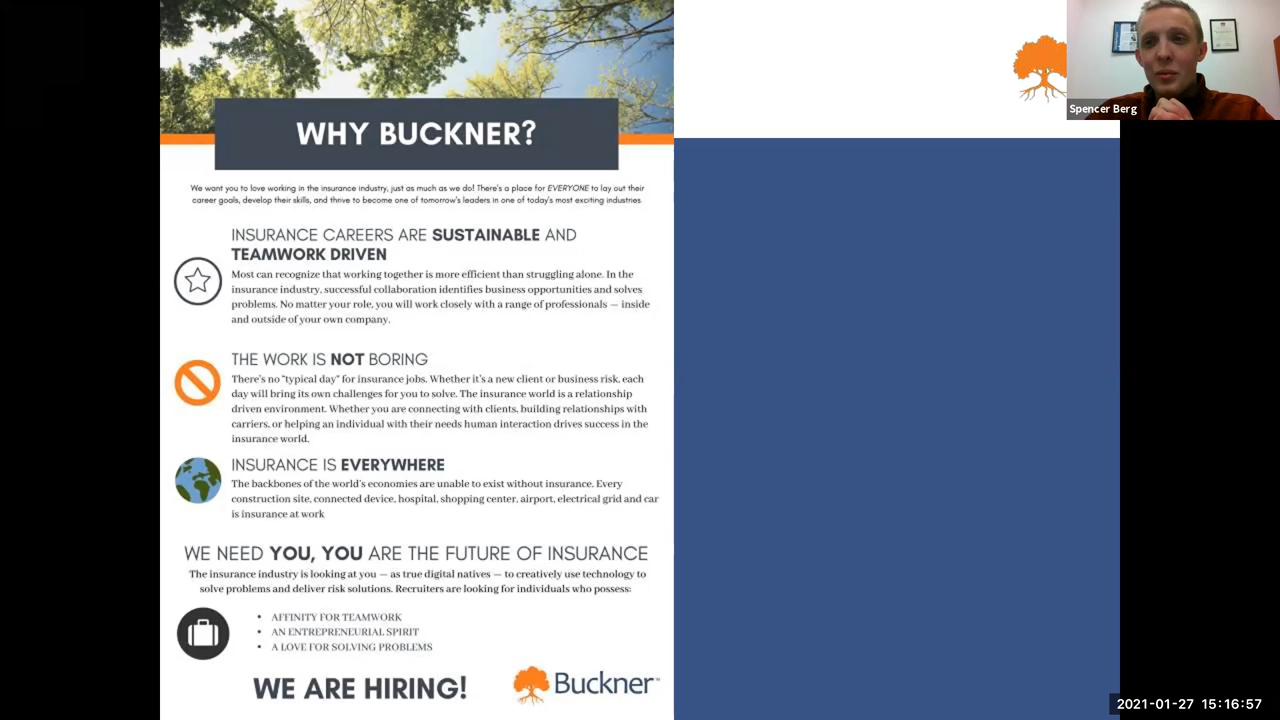 WHY BUCKNER?
We want you to love working in the insurance industry, just as much as we do! There's a place for EVERYONE to lay out their
career goals, develop their skills, and thrive to become one of tomorrow's leaders in one of today's most exciting industries.
INSURANCE CAREERS ARE SUSTAINABLE AND
TEAMWORK DRIVEN
Most can recognize that working together is more efficient than struggling alone. In the
insurance industry, successful collaboration identifies business opportunities and solves
problems. No matter your role, you will work closely with a range of professionals — inside
and outside of your own company.
THE WORK IS NOT BORING
There's no “typical day” for insurance jobs. Whether it's a new client or business risk, each
day will bring its own challenges for you to solve. The insurance world is a relationship
driven environment. Whether you are connecting with clients, building relationships with
carriers, or helping an individual with their needs human interaction drives success in the
insurance world.
INSURANCE IS EVERYWHERE
The backbones of the world's economies are unable to exist without insurance. Every
construction site, connected device, hospital, shopping center, airport, electrical grid and car
is insurance at work
WE NEED YOU, YOU ARE THE FUTURE OF INSURANCE
The insurance industry is looking at you — as true digital natives — to creatively use technology to
solve problems and deliver risk solutions. Recruiters are looking for individuals who possess:
• AFFINITY FOR TEAMWORK
• AN ENTREPRENEURIAL SPIRIT
• A LOVE FOR SOLVING PROBLEMS
WE ARE HIRING!
Buckner™
Spencer Berg
2021-01-27 15:16:57